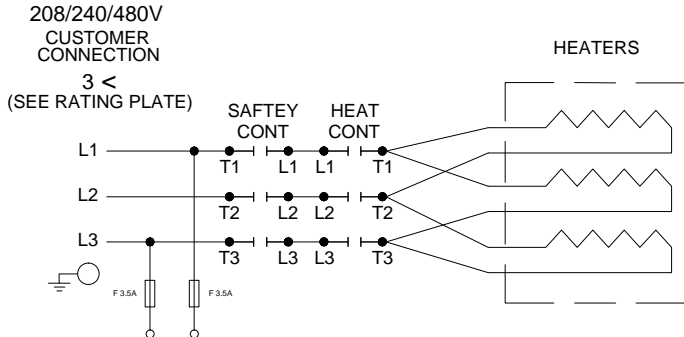 208/240/480V
CUSTOMER
CONNECTION
3 <
(SEE RATING PLATE)
HEATERS
SAFTEY
CONT
HEAT
CONT
L1
T1 L1 L1 T1
L2
T2 L2 L2 T2
L3
T3 L3 L3 T3
F 3.5A F 3.5A